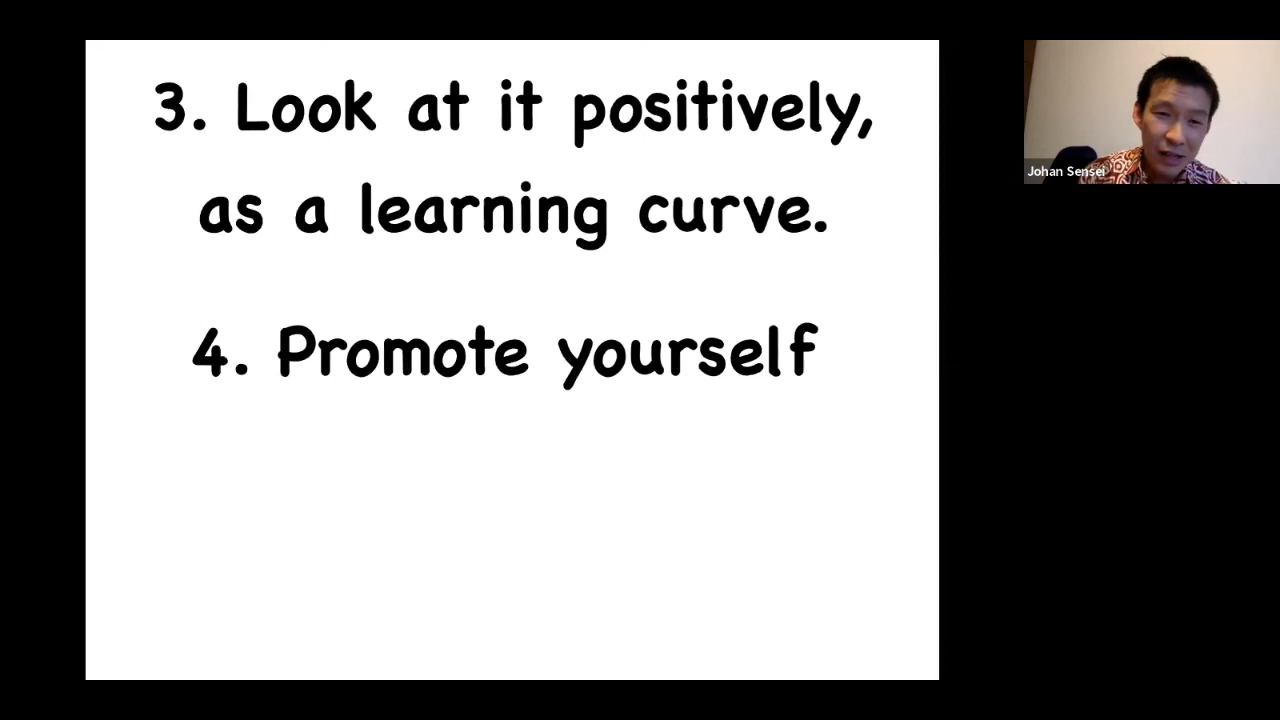 3. Look at it positively,
as a learning curve.
4. Promote yourself
Johan Sensei